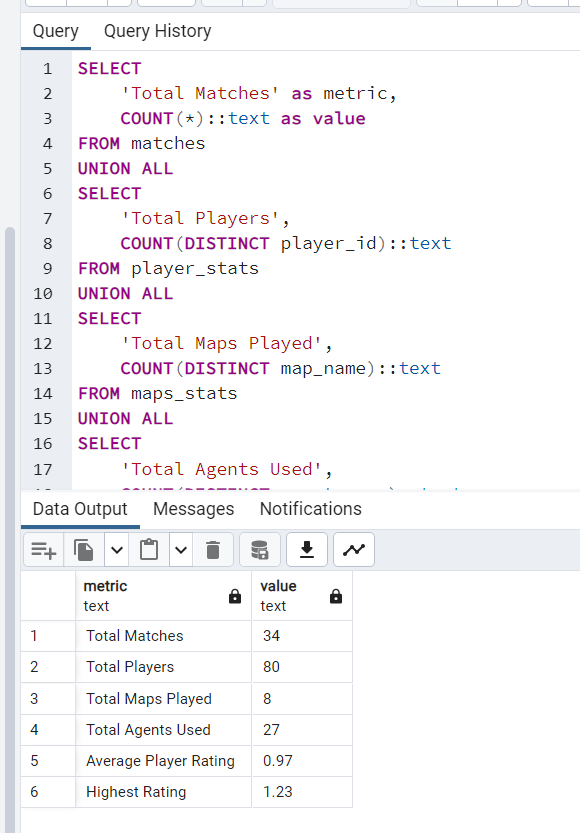 Query Query History
1 SELECT
2 'Total Matches' as metric,
3 COUNT(*)::text as value
4 FROM matches
5 UNION ALL
6 SELECT
7 'Total Players',
8 COUNT(DISTINCT player_id)::text
9 FROM player_stats
10 UNION ALL
11 SELECT
12 'Total Maps Played',
13 COUNT(DISTINCT map_name)::text
14 FROM maps_stats
15 UNION ALL
16 SELECT
17 'Total Agents Used',
Data Output Messages Notifications
metric value
text text
1 Total Matches 34
2 Total Players 80
3 Total Maps Played 8
4 Total Agents Used 27
5 Average Player Rating 0.97
6 Highest Rating 1.23